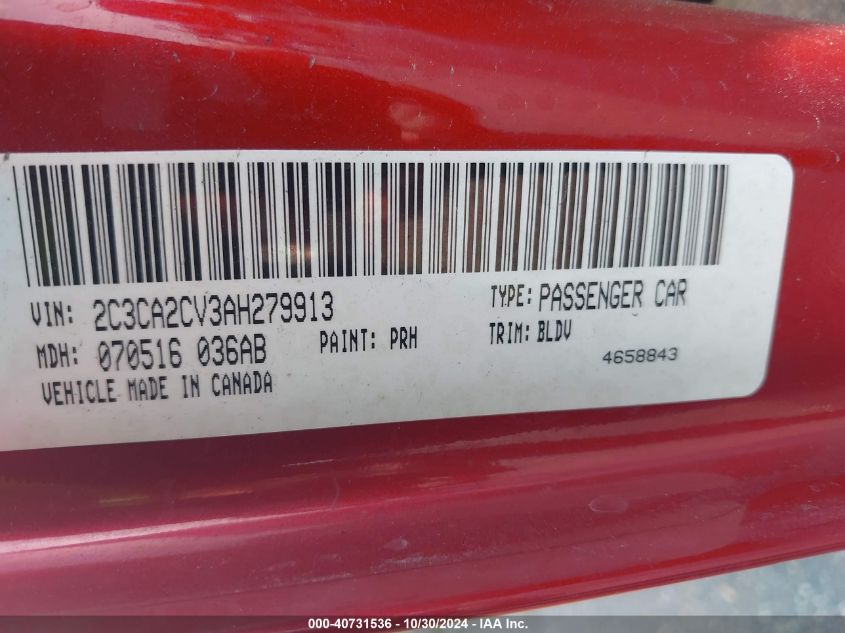 VIN: 2C3CA2CV3AH279913 TYPE: PASSENGER CAR
MDH: 070516 036AB PAINT: PRH TRIM: BLDV
VEHICLE MADE IN CANADA 4658843
000-40731536 - 10/30/2024 - IAA Inc.